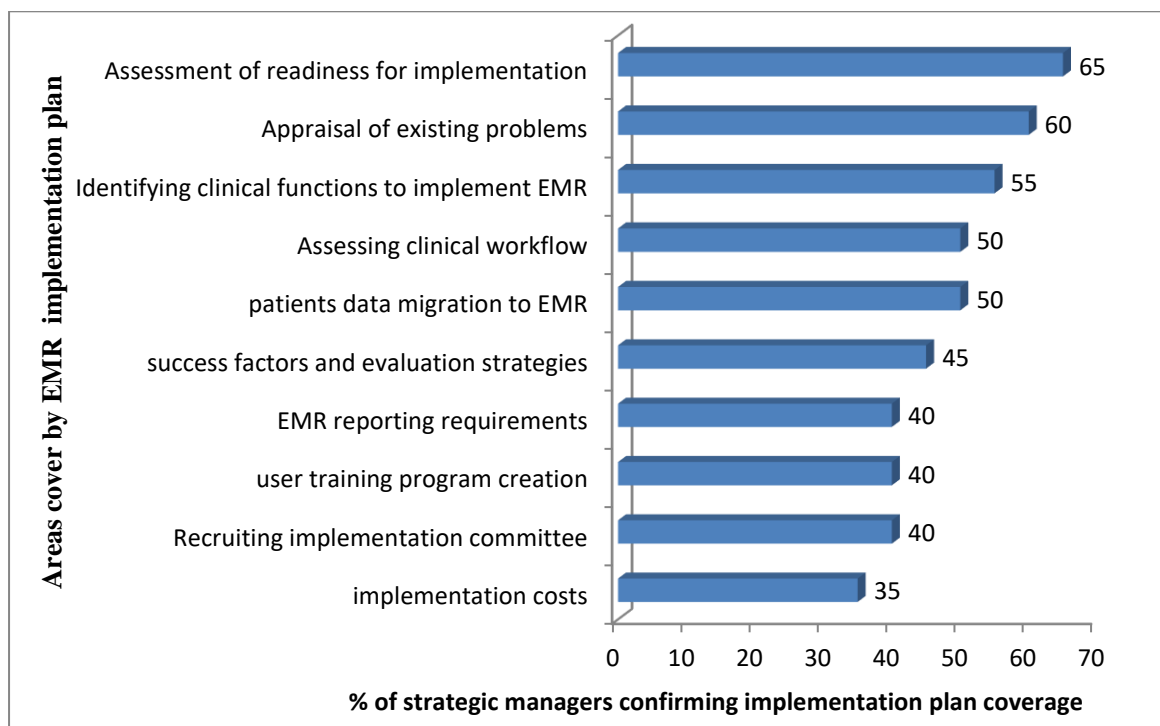 Areas cover by EMR implementation plan
Assessment of readiness for implementation 65
Appraisal of existing problems 60
Identifying clinical functions to implement EMR 55
Assessing clinical workflow 50
patients data migration to EMR 50
success factors and evaluation strategies 45
EMR reporting requirements 40
user training program creation 40
Recruiting implementation committee 40
implementation costs 35
0 10 20 30 40 50 60 70
% of strategic managers confirming implementation plan coverage